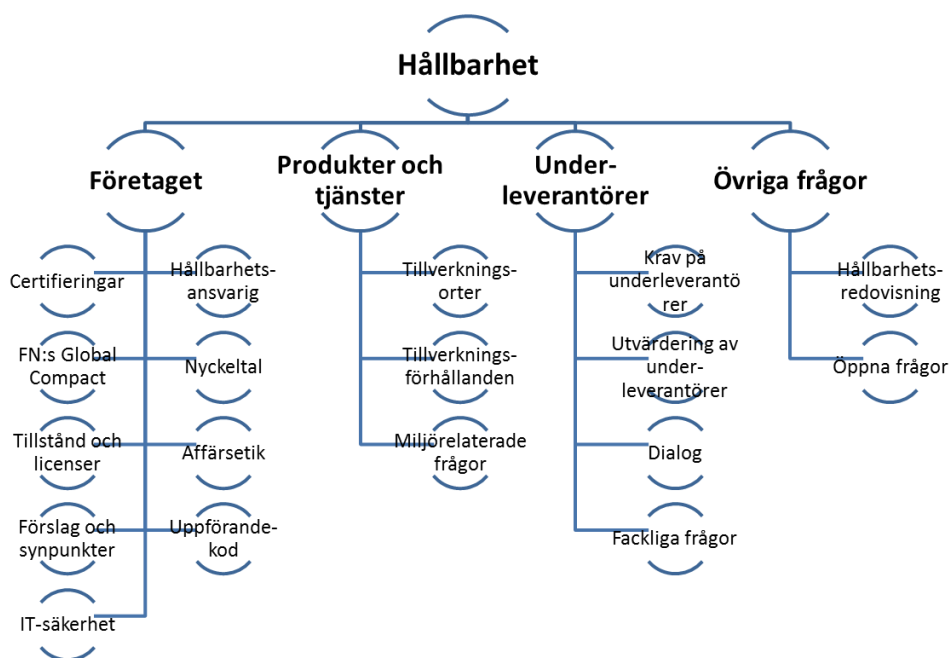 Hållbarhet
Företaget
Produkter och
tjänster
Under-
leverantörer
Övriga frågor
Certifieringar
Hållbarhets-
ansvarig
FN:s Global
Compact
Nyckeltal
Tillstånd och
licenser
Affärsetik
Förslag och
synpunkter
Uppförande-
kod
IT-säkerhet
Tillverknings-
orter
Tillverknings-
förhållanden
Miljörelaterade
frågor
Krav på
underleverantö
rer
Utvärdering av
under-
leverantörer
Dialog
Fackliga frågor
Hållbarhets-
redovisning
Öppna frågor